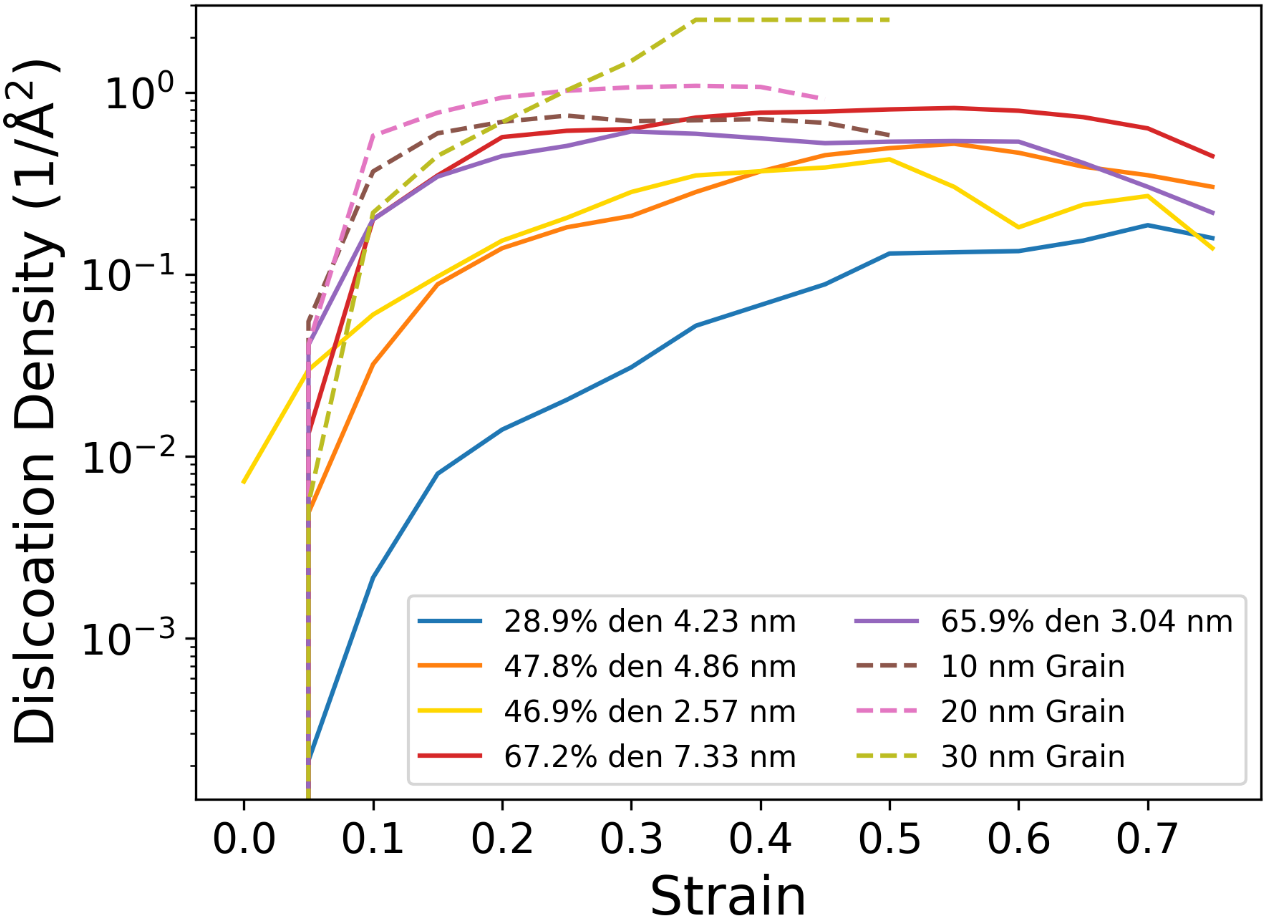 Dislcoation Density (1/Å²)
10⁰
10⁻¹
10⁻²
10⁻³
28.9% den 4.23 nm
47.8% den 4.86 nm
46.9% den 2.57 nm
67.2% den 7.33 nm
65.9% den 3.04 nm
10 nm Grain
20 nm Grain
30 nm Grain
0.0 0.1 0.2 0.3 0.4 0.5 0.6 0.7
Strain